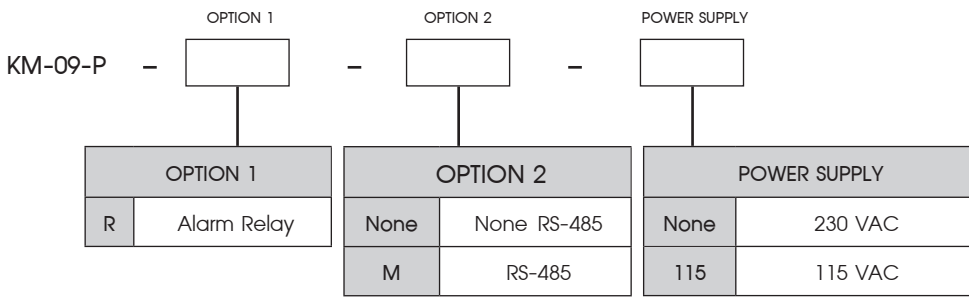 OPTION 1 OPTION 2 POWER SUPPLY
KM-09-P - - -
OPTION 1 OPTION 2 POWER SUPPLY
R Alarm Relay None None RS-485 None 230 VAC
M RS-485 115 115 VAC